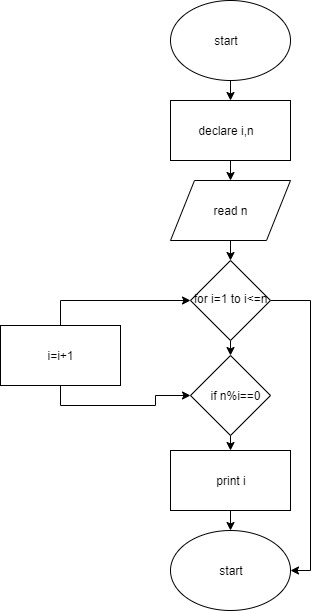 start
declare i,n
read n
for i=1 to i<=n
i=i+1
if n%i==0
print i
start